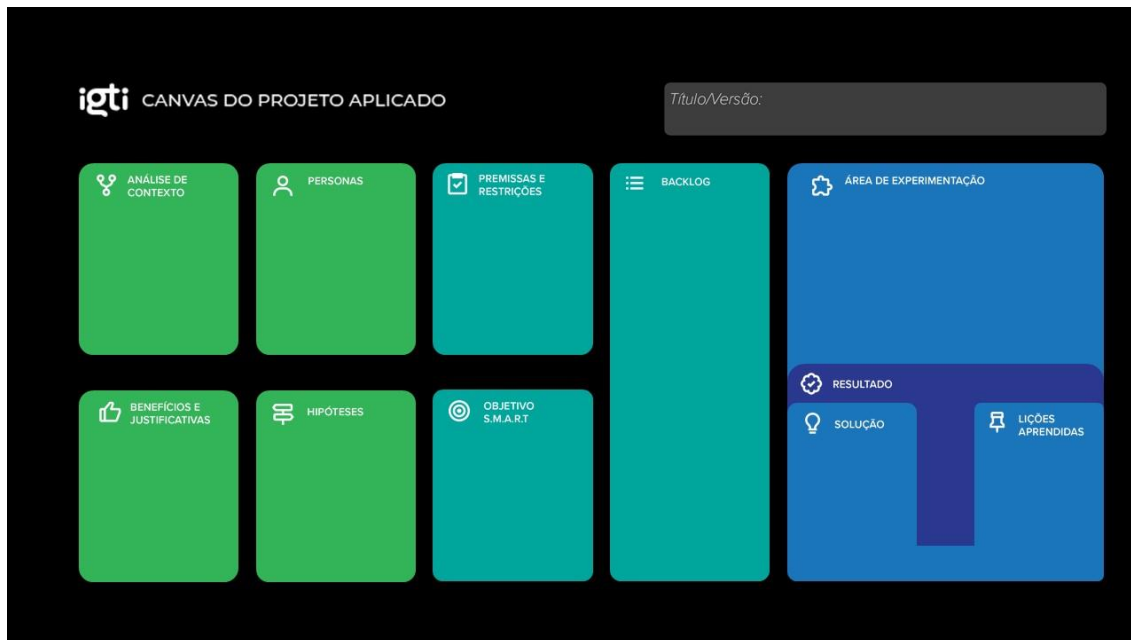 igti CANVAS DO PROJETO APLICADO
Título/Versão:
ANÁLISE DE
CONTEXTO
PERSONAS
PREMISSAS E
RESTRIÇÕES
BACKLOG
ÁREA DE EXPERIMENTAÇÃO
BENEFÍCIOS E
JUSTIFICATIVAS
HIPÓTESES
OBJETIVO
S.M.A.R.T
RESULTADO
SOLUÇÃO
LIÇÕES
APRENDIDAS